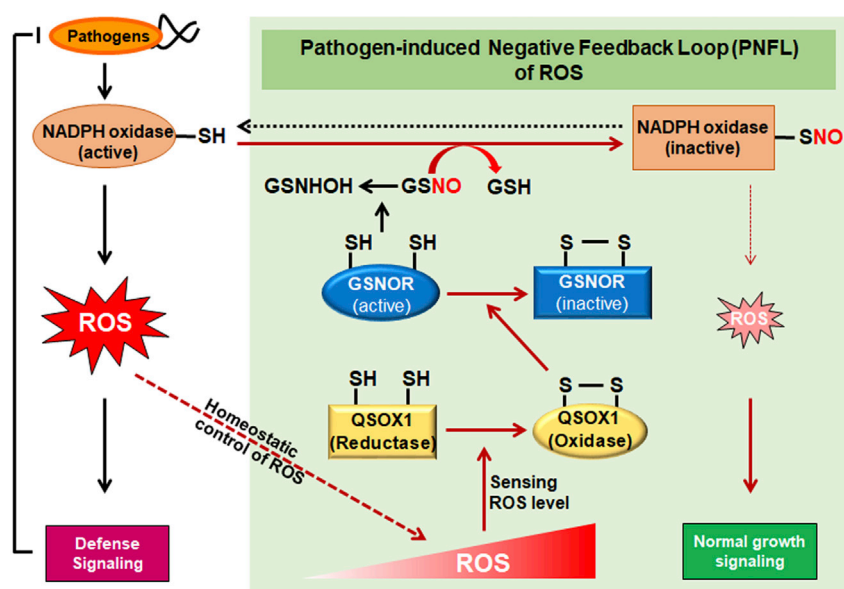 Pathogens
Pathogen-induced Negative Feedback Loop (PNFL)
of ROS
NADPH oxidase
(active)
SH
NADPH oxidase
(inactive)
SNO
GSNHOH
GSNO
GSH
SH SH
GSNOR
(active)
S S
GSNOR
(inactive)
ROS
ROS
SH SH
QSOX1
(Reductase)
S S
QSOX1
(Oxidase)
Homeostatic
control of ROS
Sensing
ROS level
ROS
Defense
Signaling
Normal growth
signaling